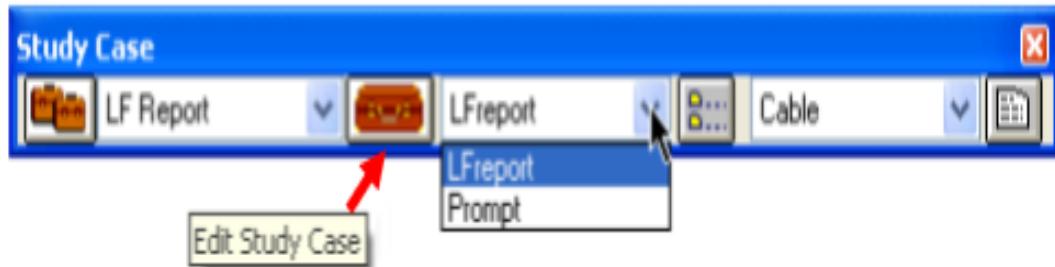 Study Case
LF Report LFreport Cable
LFreport
Prompt
Edit Study Case